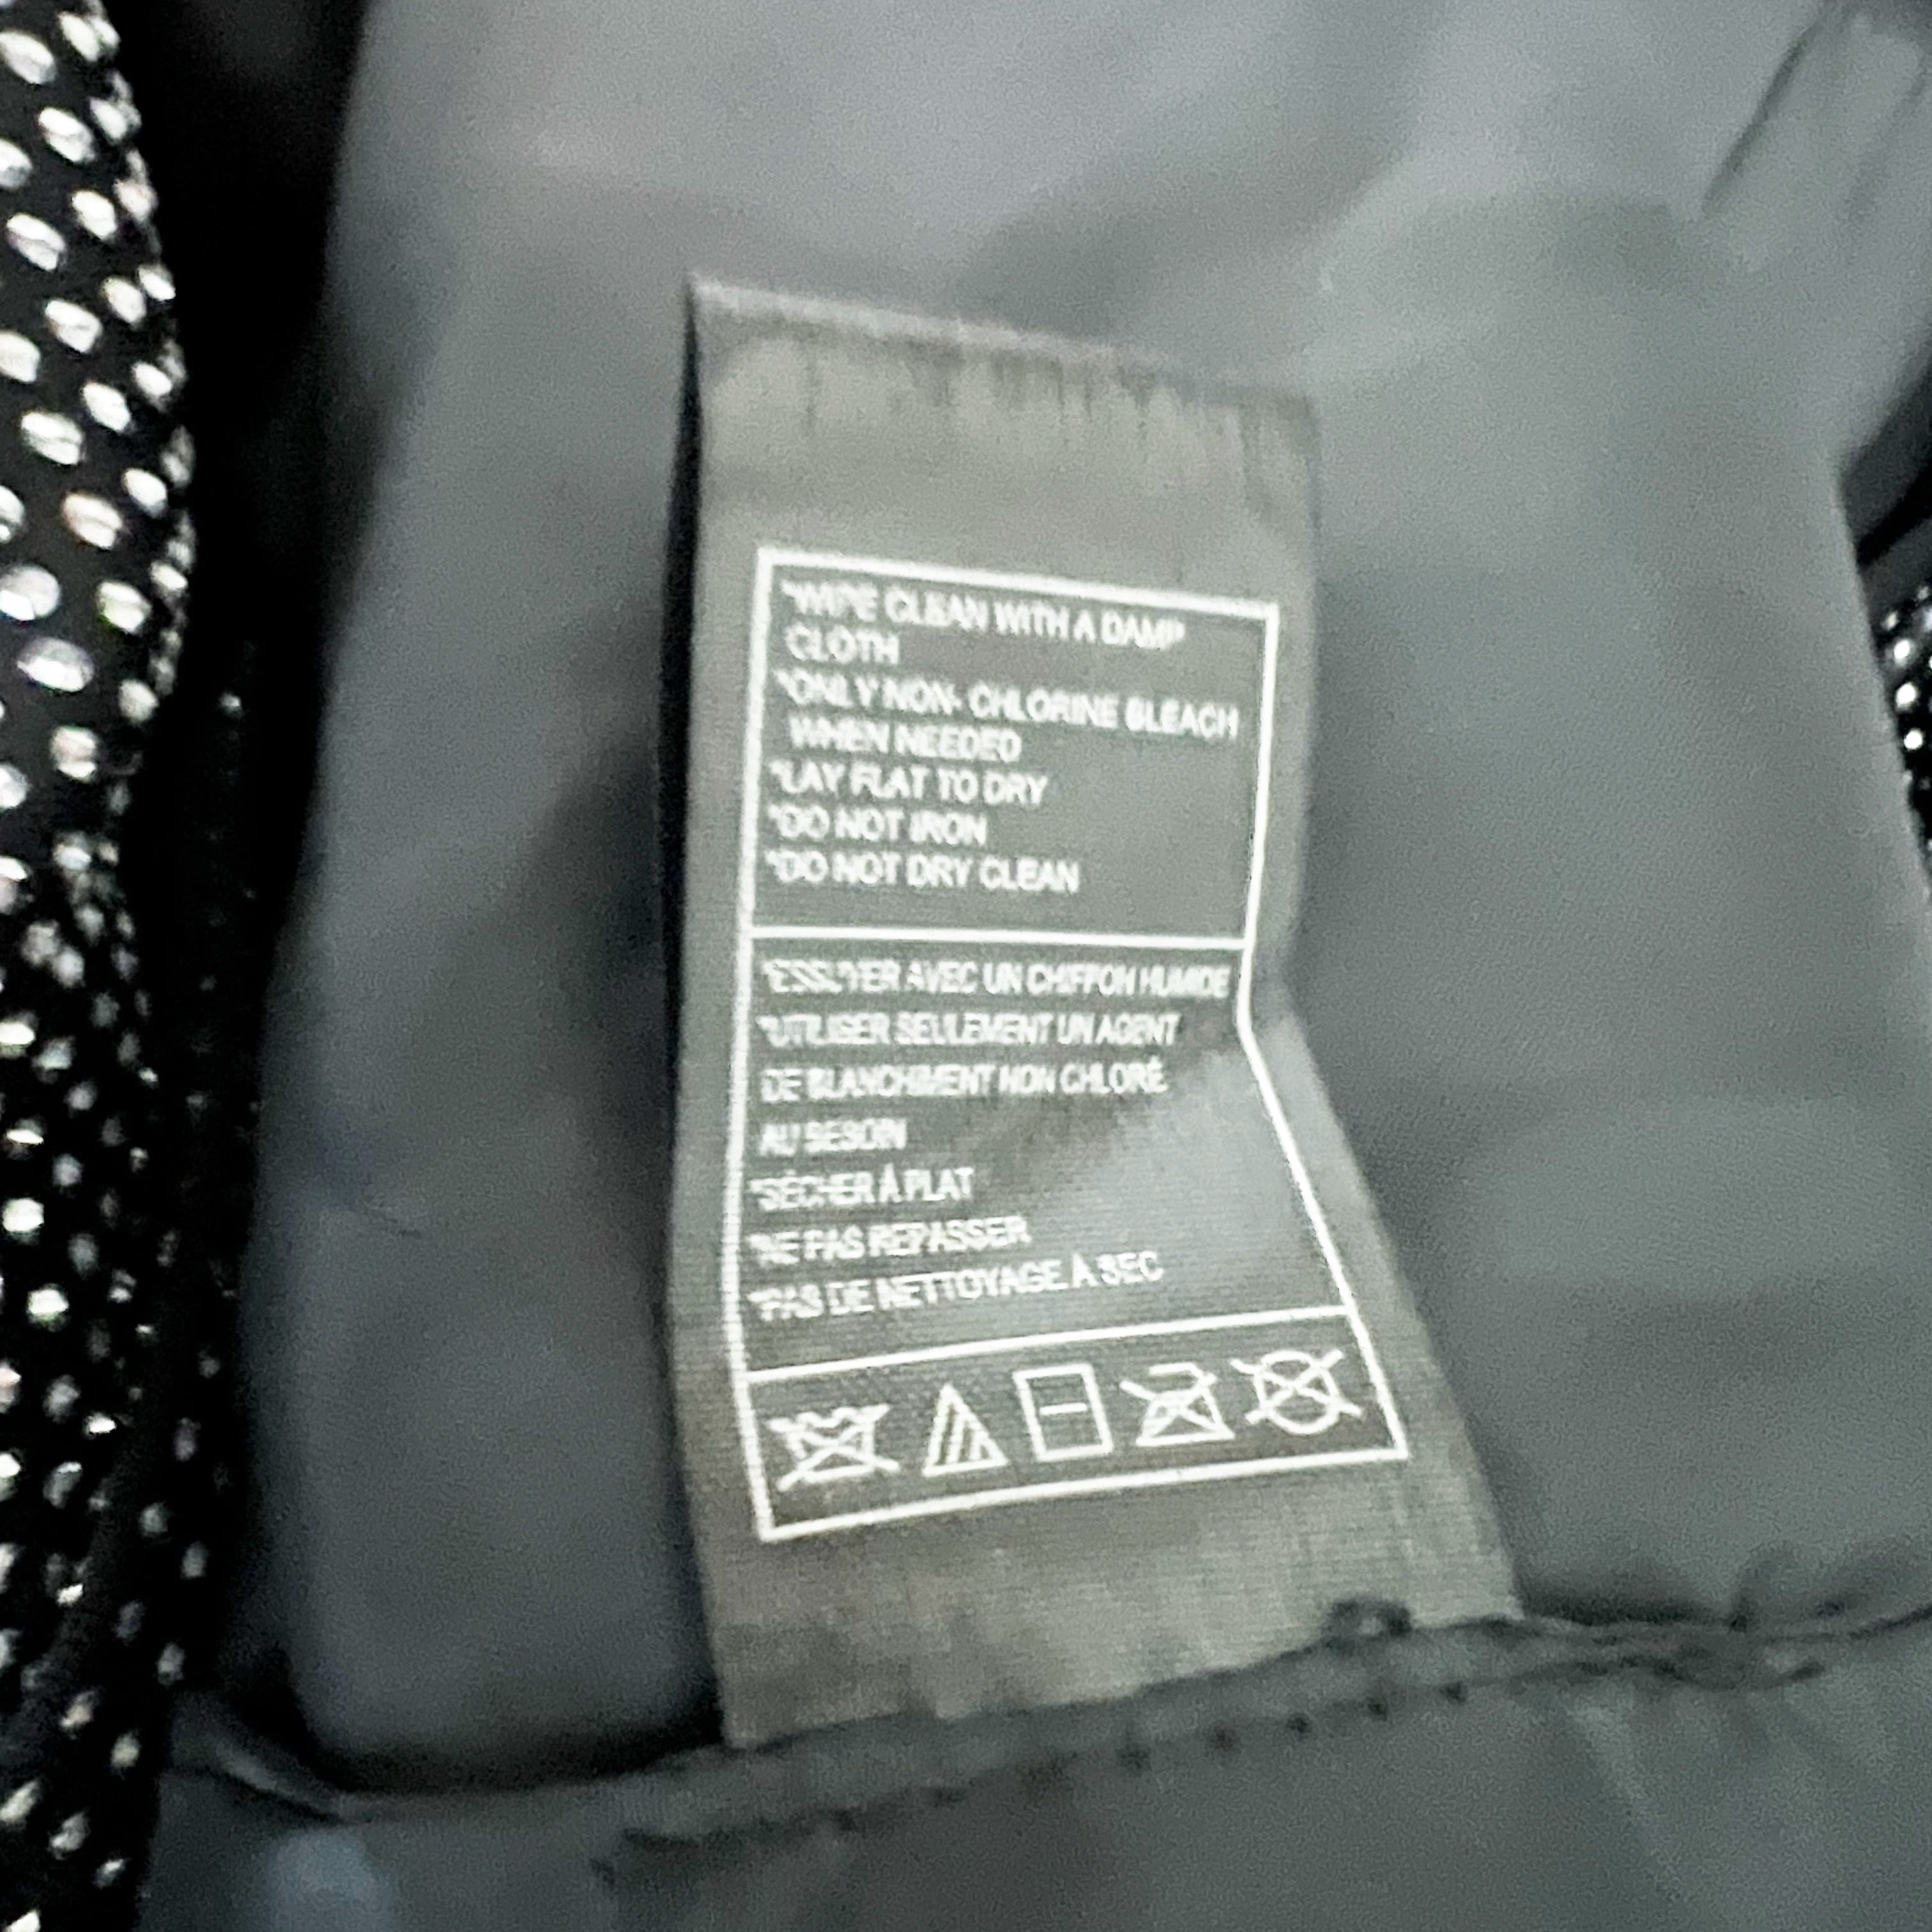 *WIPE CLEAN WITH A DAMP
CLOTH
*ONLY NON- CHLORINE BLEACH
WHEN NEEDED
*LAY FLAT TO DRY
*DO NOT IRON
*DO NOT DRY CLEAN
*ESSUYER AVEC UN CHIFFON HUMIDE
*UTILISER SEULEMENT UN AGENT
DE BLANCHIMENT NON CHLORÉ
AU BESOIN
*SÉCHER À PLAT
*NE PAS REPASSER
*PAS DE NETTOYAGE À SEC